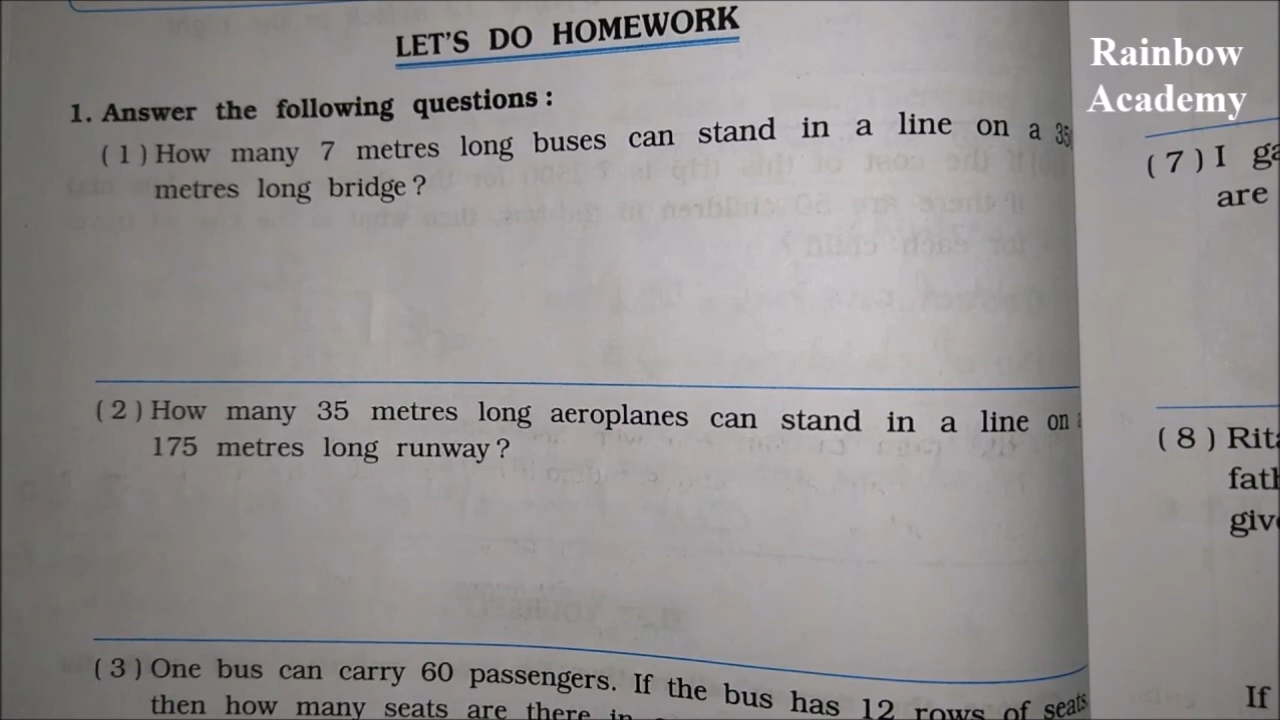 LET'S DO HOMEWORK
Rainbow
Academy
1. Answer the following questions :
( 1 ) How many 7 metres long buses can stand in a line on a
metres long bridge ?
( 2 ) How many 35 metres long aeroplanes can stand in a line on
175 metres long runway ?
( 3 ) One bus can carry 60 passengers. If the bus has 12 rows of seats
then how many seats are there in
( 7 ) I
are
( 8 )
If